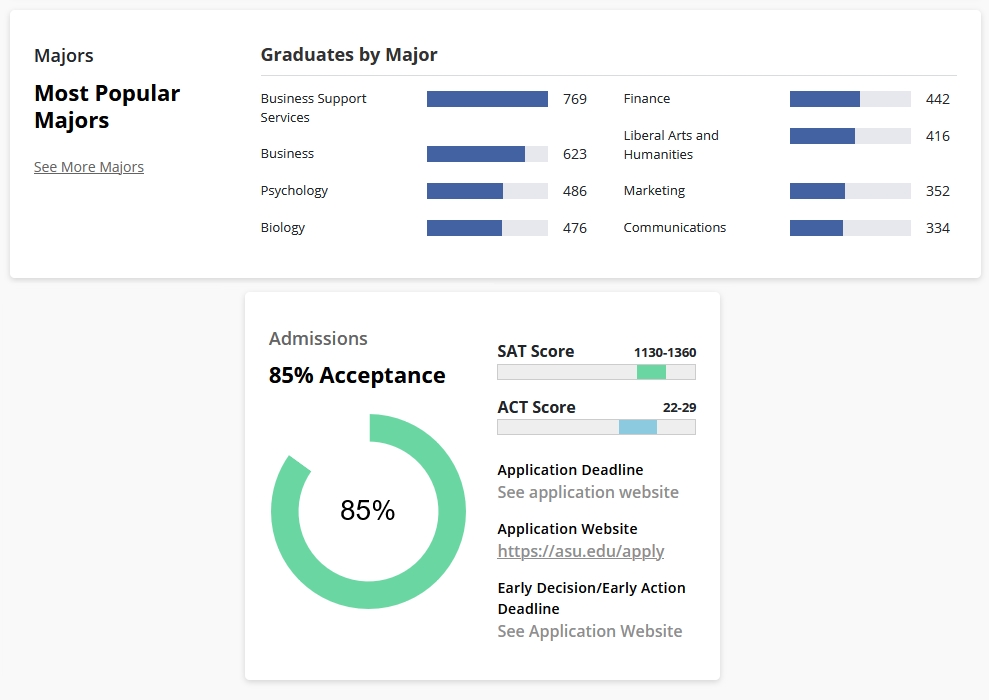 Majors
Most Popular
Majors
See More Majors
Graduates by Major
Business Support
Services
769
Business
623
Psychology
486
Biology
476
Finance
442
Liberal Arts and
Humanities
416
Marketing
352
Communications
334
Admissions
85% Acceptance
85%
SAT Score
1130-1360
ACT Score
22-29
Application Deadline
See application website
Application Website
https://asu.edu/apply
Early Decision/Early Action
Deadline
See Application Website